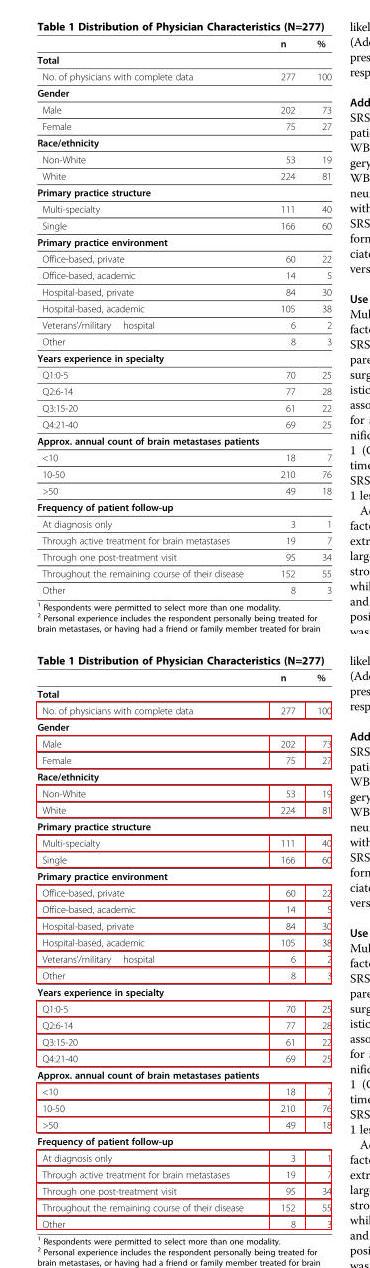 Table 1 Distribution of Physician Characteristics (N=277)
n %
Total
No. of physicians with complete data 277 100
Gender
Male 202 73
Female 75 27
Race/ethnicity
Non-White 53 19
White 224 81
Primary practice structure
Multi-specialty 111 40
Single 166 60
Primary practice environment
Office-based, private 60 22
Office-based, academic 14 5
Hospital-based, private 84 30
Hospital-based, academic 105 38
Veterans'/military hospital 6 2
Other 8 3
Years experience in specialty
Q1:0-5 70 25
Q2:6-14 77 28
Q3:15-20 61 22
Q4:21-40 69 25
Approx. annual count of brain metastases patients
<10 18 7
10-50 210 76
>50 49 18
Frequency of patient follow-up
At diagnosis only 3 1
Through active treatment for brain metastases 19 7
Through one post-treatment visit 95 34
Throughout the remaining course of their disease 152 55
Other 8 3
1 Respondents were permitted to select more than one modality.
2 Personal experience includes the respondent personally being treated for
brain metastases, or having had a friend or family member treated for brain
likel
(Ade
pres
resp
Add
SRS
patie
WB
gery
WB
neu
with
SRS
form
ciate
vers
Use
Mul
facto
SRS
pare
surg
istic
asso
for a
nific
1 (O
time
SRS
1 les
Ad
facto
extr
larg
stro
whil
and
posi
was
Table 1 Distribution of Physician Characteristics (N=277)
n %
Total
No. of physicians with complete data 277 100
Gender
Male 202 73
Female 75 27
Race/ethnicity
Non-White 53 19
White 224 81
Primary practice structure
Multi-specialty 111 40
Single 166 60
Primary practice environment
Office-based, private 60 22
Office-based, academic 14 5
Hospital-based, private 84 30
Hospital-based, academic 105 38
Veterans'/military hospital 6 2
Other 8 3
Years experience in specialty
Q1:0-5 70 25
Q2:6-14 77 28
Q3:15-20 61 22
Q4:21-40 69 25
Approx. annual count of brain metastases patients
<10 18 7
10-50 210 76
>50 49 18
Frequency of patient follow-up
At diagnosis only 3 1
Through active treatment for brain metastases 19 7
Through one post-treatment visit 95 34
Throughout the remaining course of their disease 152 55
Other 8 3
1 Respondents were permitted to select more than one modality.
2 Personal experience includes the respondent personally being treated for
brain metastases, or having had a friend or family member treated for brain
likel
(Ade
pres
resp
Add
SRS
patie
WB
gery
WB
neu
with
SRS
form
ciate
vers
Use
Mul
facto
SRS
pare
surg
istic
asso
for a
nific
1 (O
time
SRS
1 les
Ad
facto
extr
larg
stro
whil
and
posi
was